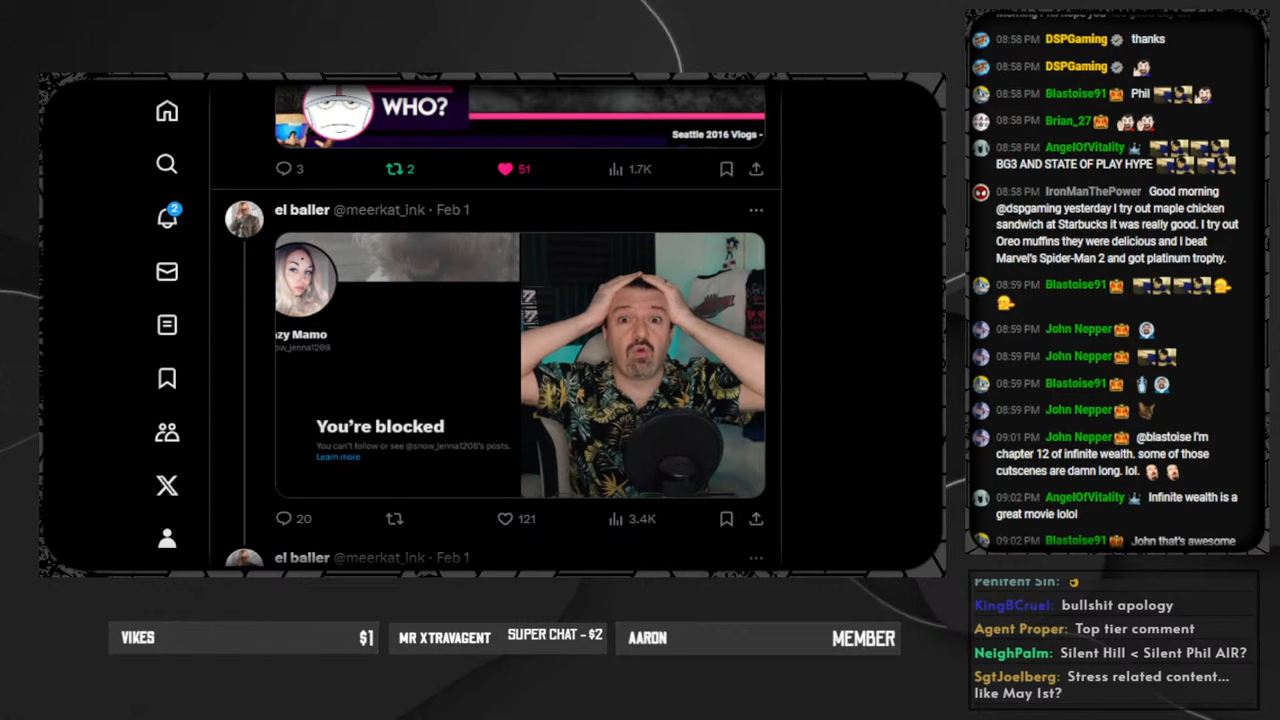 WHO?
Seattle 2016 Vlogs -
3
2
51
1.7K
2
el baller @meerkat_ink · Feb 1
zy Mamo
ow_jenna1208
You're blocked
You can't follow or see @snow_jenna1208's posts.
Learn more
20
121
3.4K
el baller @meerkat_ink · Feb 1
08:58 PM DSPGaming thanks
08:58 PM DSPGaming
08:58 PM Blastoise91 Phil
08:58 PM Brian_27
08:58 PM AngelOfVitality
BG3 AND STATE OF PLAY HYPE
08:58 PM IronManThePower Good morning
@dspgaming yesterday I try out maple chicken
sandwich at Starbucks it was really good. I try out
Oreo muffins they were delicious and I beat
Marvel's Spider-Man 2 and got platinum trophy.
08:59 PM Blastoise91
08:59 PM John Nepper
08:59 PM John Nepper
08:59 PM Blastoise91
08:59 PM John Nepper
09:01 PM John Nepper @blastoise I'm
chapter 12 of infinite wealth. some of those
cutscenes are damn long. lol.
09:02 PM AngelOfVitality Infinite wealth is a
great movie lolol
09:02 PM Blastoise91 John that's awesome
Penitent Sin:
KingBCruel: bullshit apology
Agent Proper: Top tier comment
NeighPalm: Silent Hill < Silent Phil AIR?
SgtJoelberg: Stress related content...
like May 1st?
VIKES $1
MR XTRAVAGENT SUPER CHAT - $2
AARON MEMBER